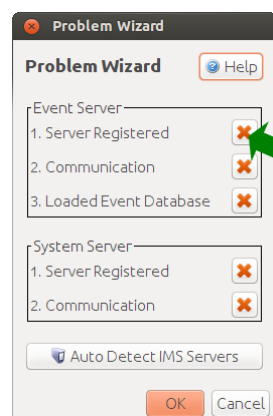 Problem Wizard
Problem Wizard Help
Event Server
1. Server Registered
2. Communication
3. Loaded Event Database
System Server
1. Server Registered
2. Communication
Auto Detect IMS Servers
OK Cancel